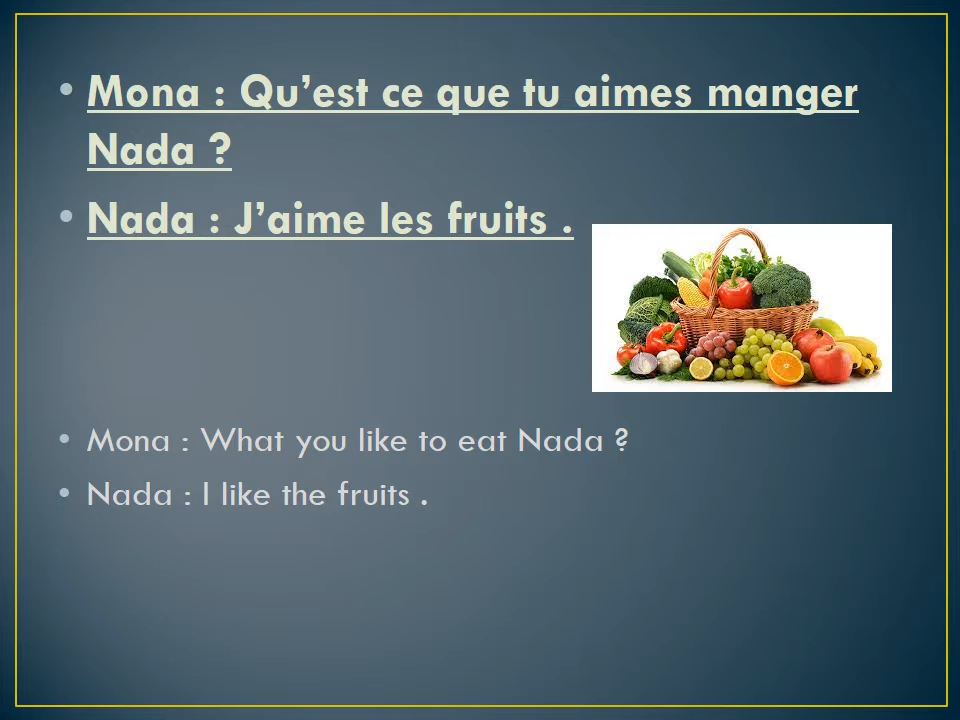 • Mona : Qu’est ce que tu aimes manger
Nada ?
• Nada : J’aime les fruits .
• Mona : What you like to eat Nada ?
• Nada : I like the fruits .